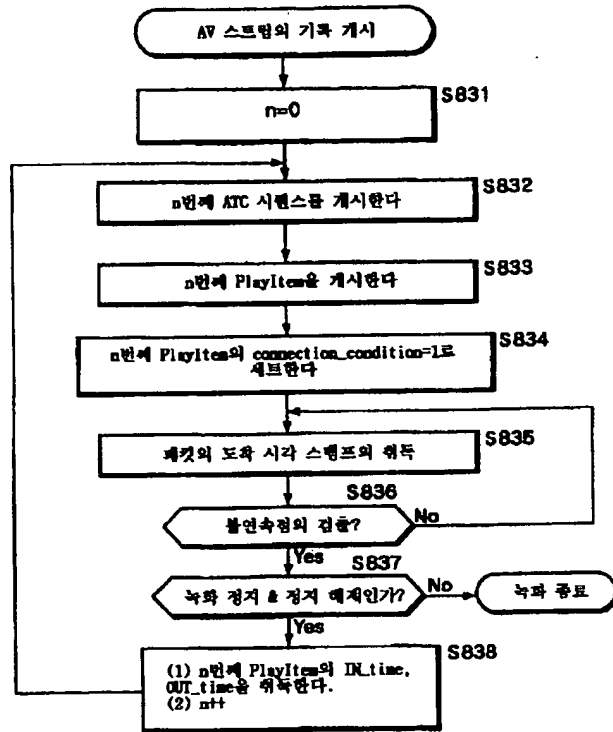 AV 스트림의 기록 개시
S831
n=0
S832
n번째 ATC 시퀀스를 개시한다
S833
n번째 PlayItem을 개시한다
S834
n번째 PlayItem의 connection_condition=1로
세트한다
S835
패킷의 도착 시각 스탬프의 취득
S836
불연속점의 검출?
No
Yes
S837
녹화 정지 & 정지 해제인가?
No
녹화 종료
Yes
S838
(1) n번째 PlayItem의 IN_time,
OUT_time을 취득한다.
(2) n++